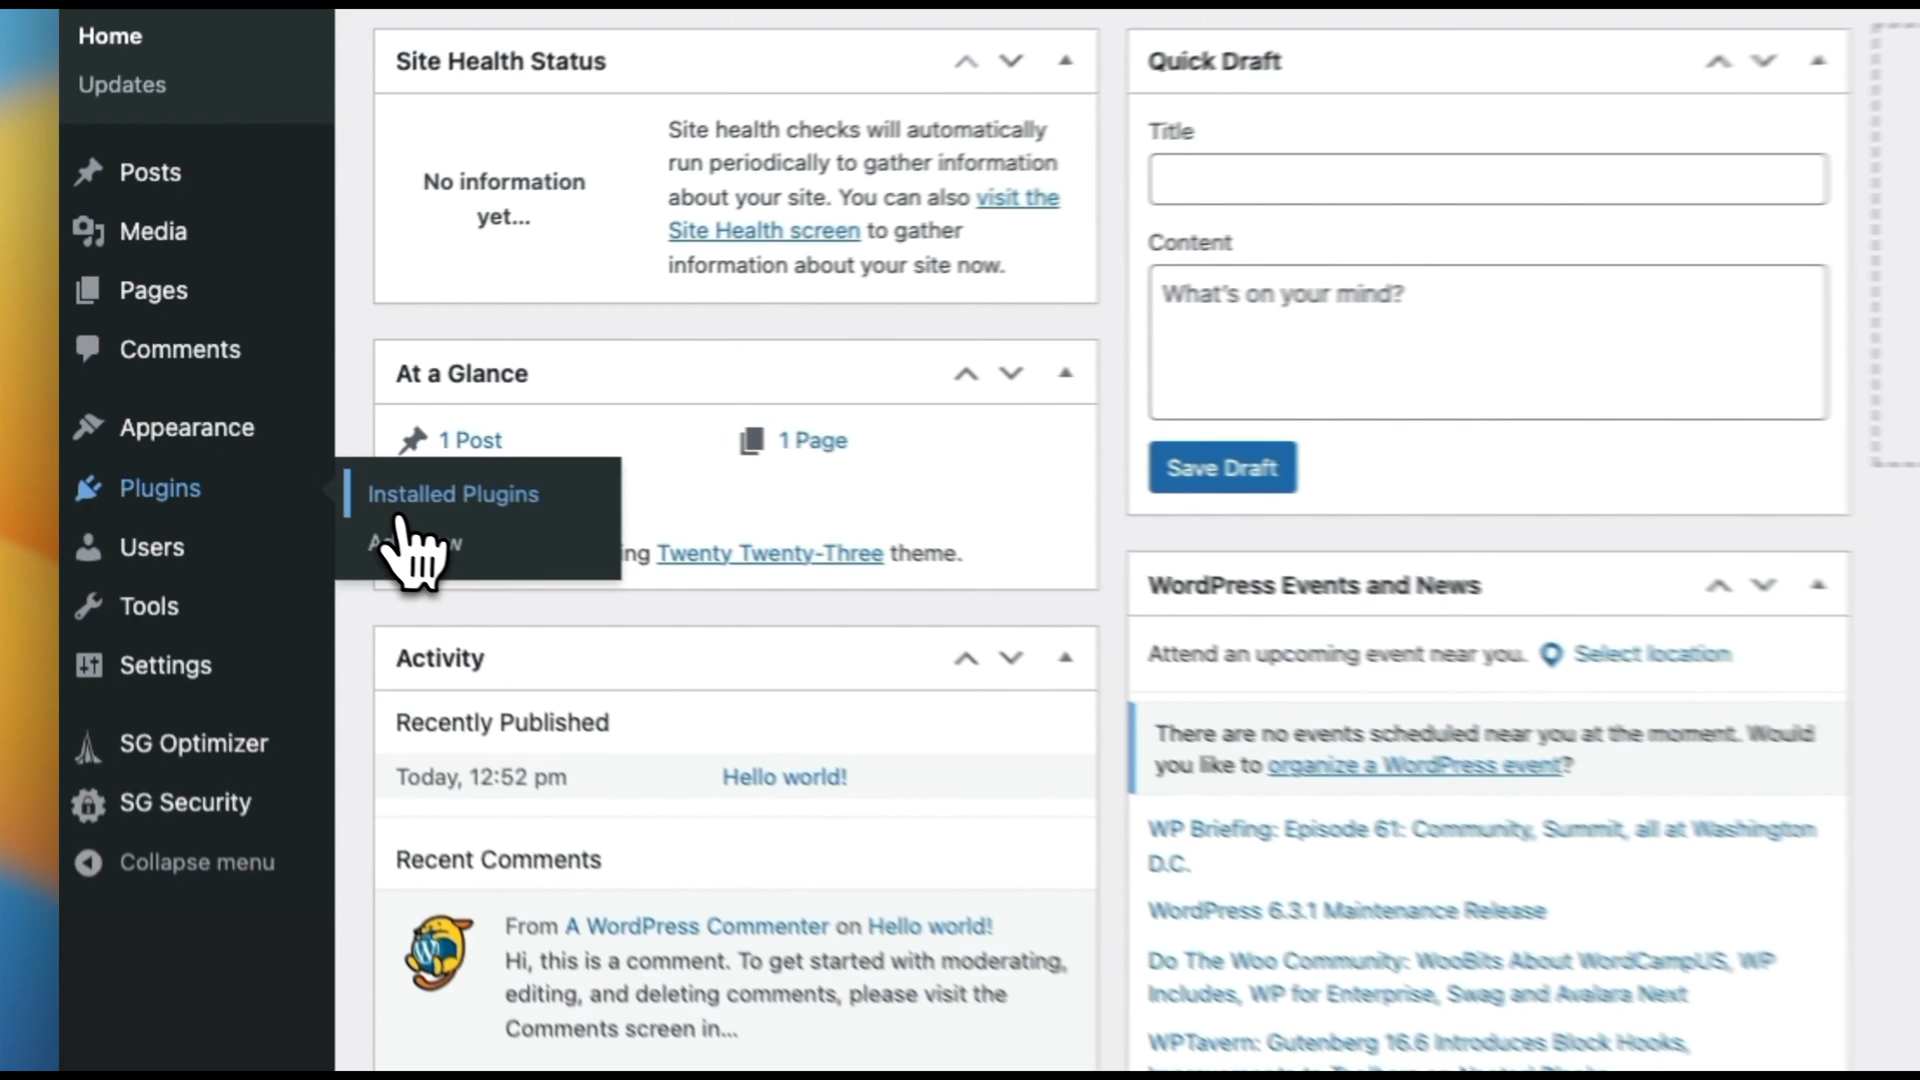 Home
Updates
Posts
Media
Pages
Comments
Appearance
Plugins
Users
Tools
Settings
SG Optimizer
SG Security
Collapse menu
Installed Plugins
Site Health Status
No information
yet...
Site health checks will automatically
run periodically to gather information
about your site. You can also visit the
Site Health screen to gather
information about your site now.
At a Glance
1 Post
1 Page
Twenty Twenty-Three theme.
Activity
Recently Published
Today, 12:52 pm
Hello world!
Recent Comments
From A WordPress Commenter on Hello world!
Hi, this is a comment. To get started with moderating,
editing, and deleting comments, please visit the
Comments screen in...
Quick Draft
Title
Content
What's on your mind?
Save Draft
WordPress Events and News
Attend an upcoming event near you.
Select location
There are no events scheduled near you at the moment. Would
you like to organize a WordPress event?
WP Briefing: Episode 61: Community, Summit, all at Washington
D.C.
WordPress 6.3.1 Maintenance Release
Do The Woo Community: WooBits About WordCampUS, WP
Includes, WP for Enterprise, Swag and Avalara Next
WPTavern: Gutenberg 16.6 Introduces Block Hooks,